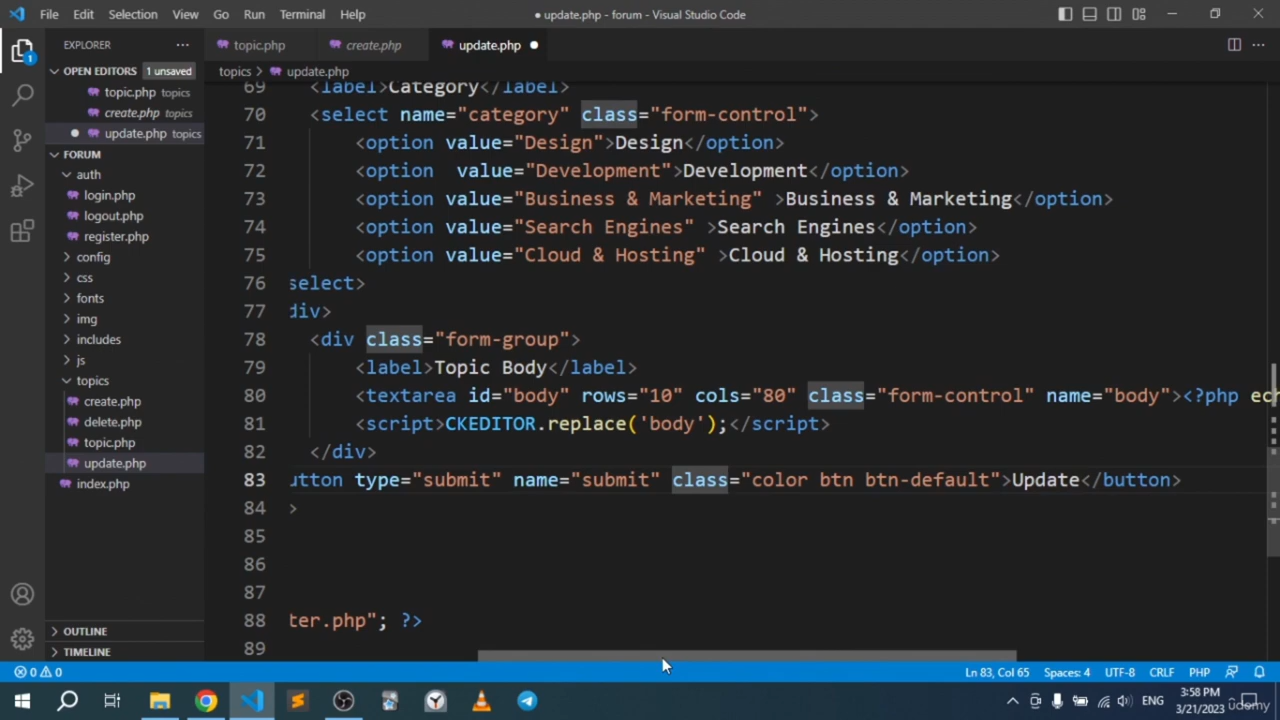 File Edit Selection View Go Run Terminal Help
● update.php - forum - Visual Studio Code
EXPLORER
topic.php
create.php
update.php
OPEN EDITORS 1 unsaved
topics > update.php
topic.php topics
create.php topics
update.php topics
FORUM
auth
login.php
logout.php
register.php
config
css
fonts
img
includes
js
topics
create.php
delete.php
topic.php
update.php
index.php
OUTLINE
TIMELINE
69 <label>Category</label>
70 <select name="category" class="form-control">
71 <option value="Design">Design</option>
72 <option  value="Development">Development</option>
73 <option value="Business & Marketing" >Business & Marketing</option>
74 <option value="Search Engines" >Search Engines</option>
75 <option value="Cloud & Hosting" >Cloud & Hosting</option>
76 select>
77 div>
78 <div class="form-group">
79 <label>Topic Body</label>
80 <textarea id="body" rows="10" cols="80" class="form-control" name="body"><?php ec
81 <script>CKEDITOR.replace('body');</script>
82 </div>
83 utton type="submit" name="submit" class="color btn btn-default">Update</button>
84 >
85
86
87
88 ter.php"; ?>
89
0 0
Ln 83, Col 65 Spaces: 4 UTF-8 CRLF PHP
ENG
3:58 PM
3/21/2023
udemy